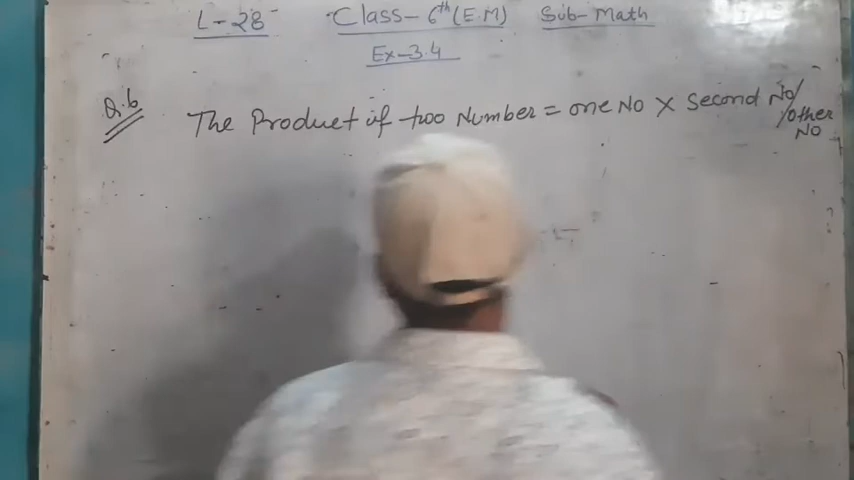 L-28 Class-6th(E.M) Sub-Math
Ex-3.4
Q.6 The Product of two Number = one No × Second No/
other
No